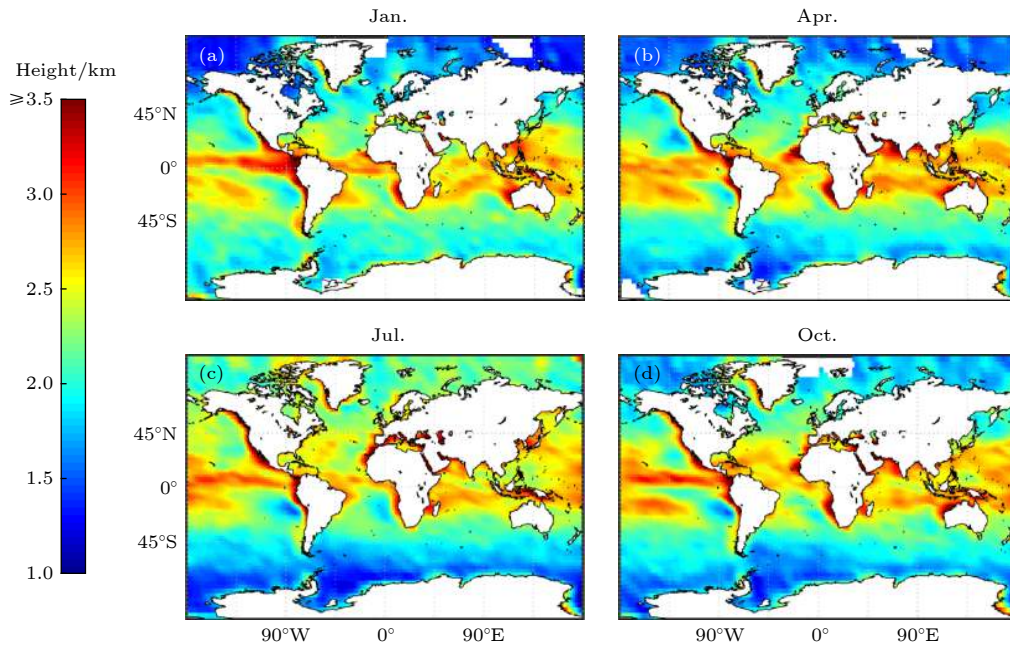 Jan.
Apr.
Height/km
(a)
(b)
⩾ 3.5
3.0
2.5
2.0
1.5
1.0
45°N
0°
45°S
Jul.
Oct.
(c)
(d)
45°N
0°
45°S
90°W 0° 90°E
90°W 0° 90°E